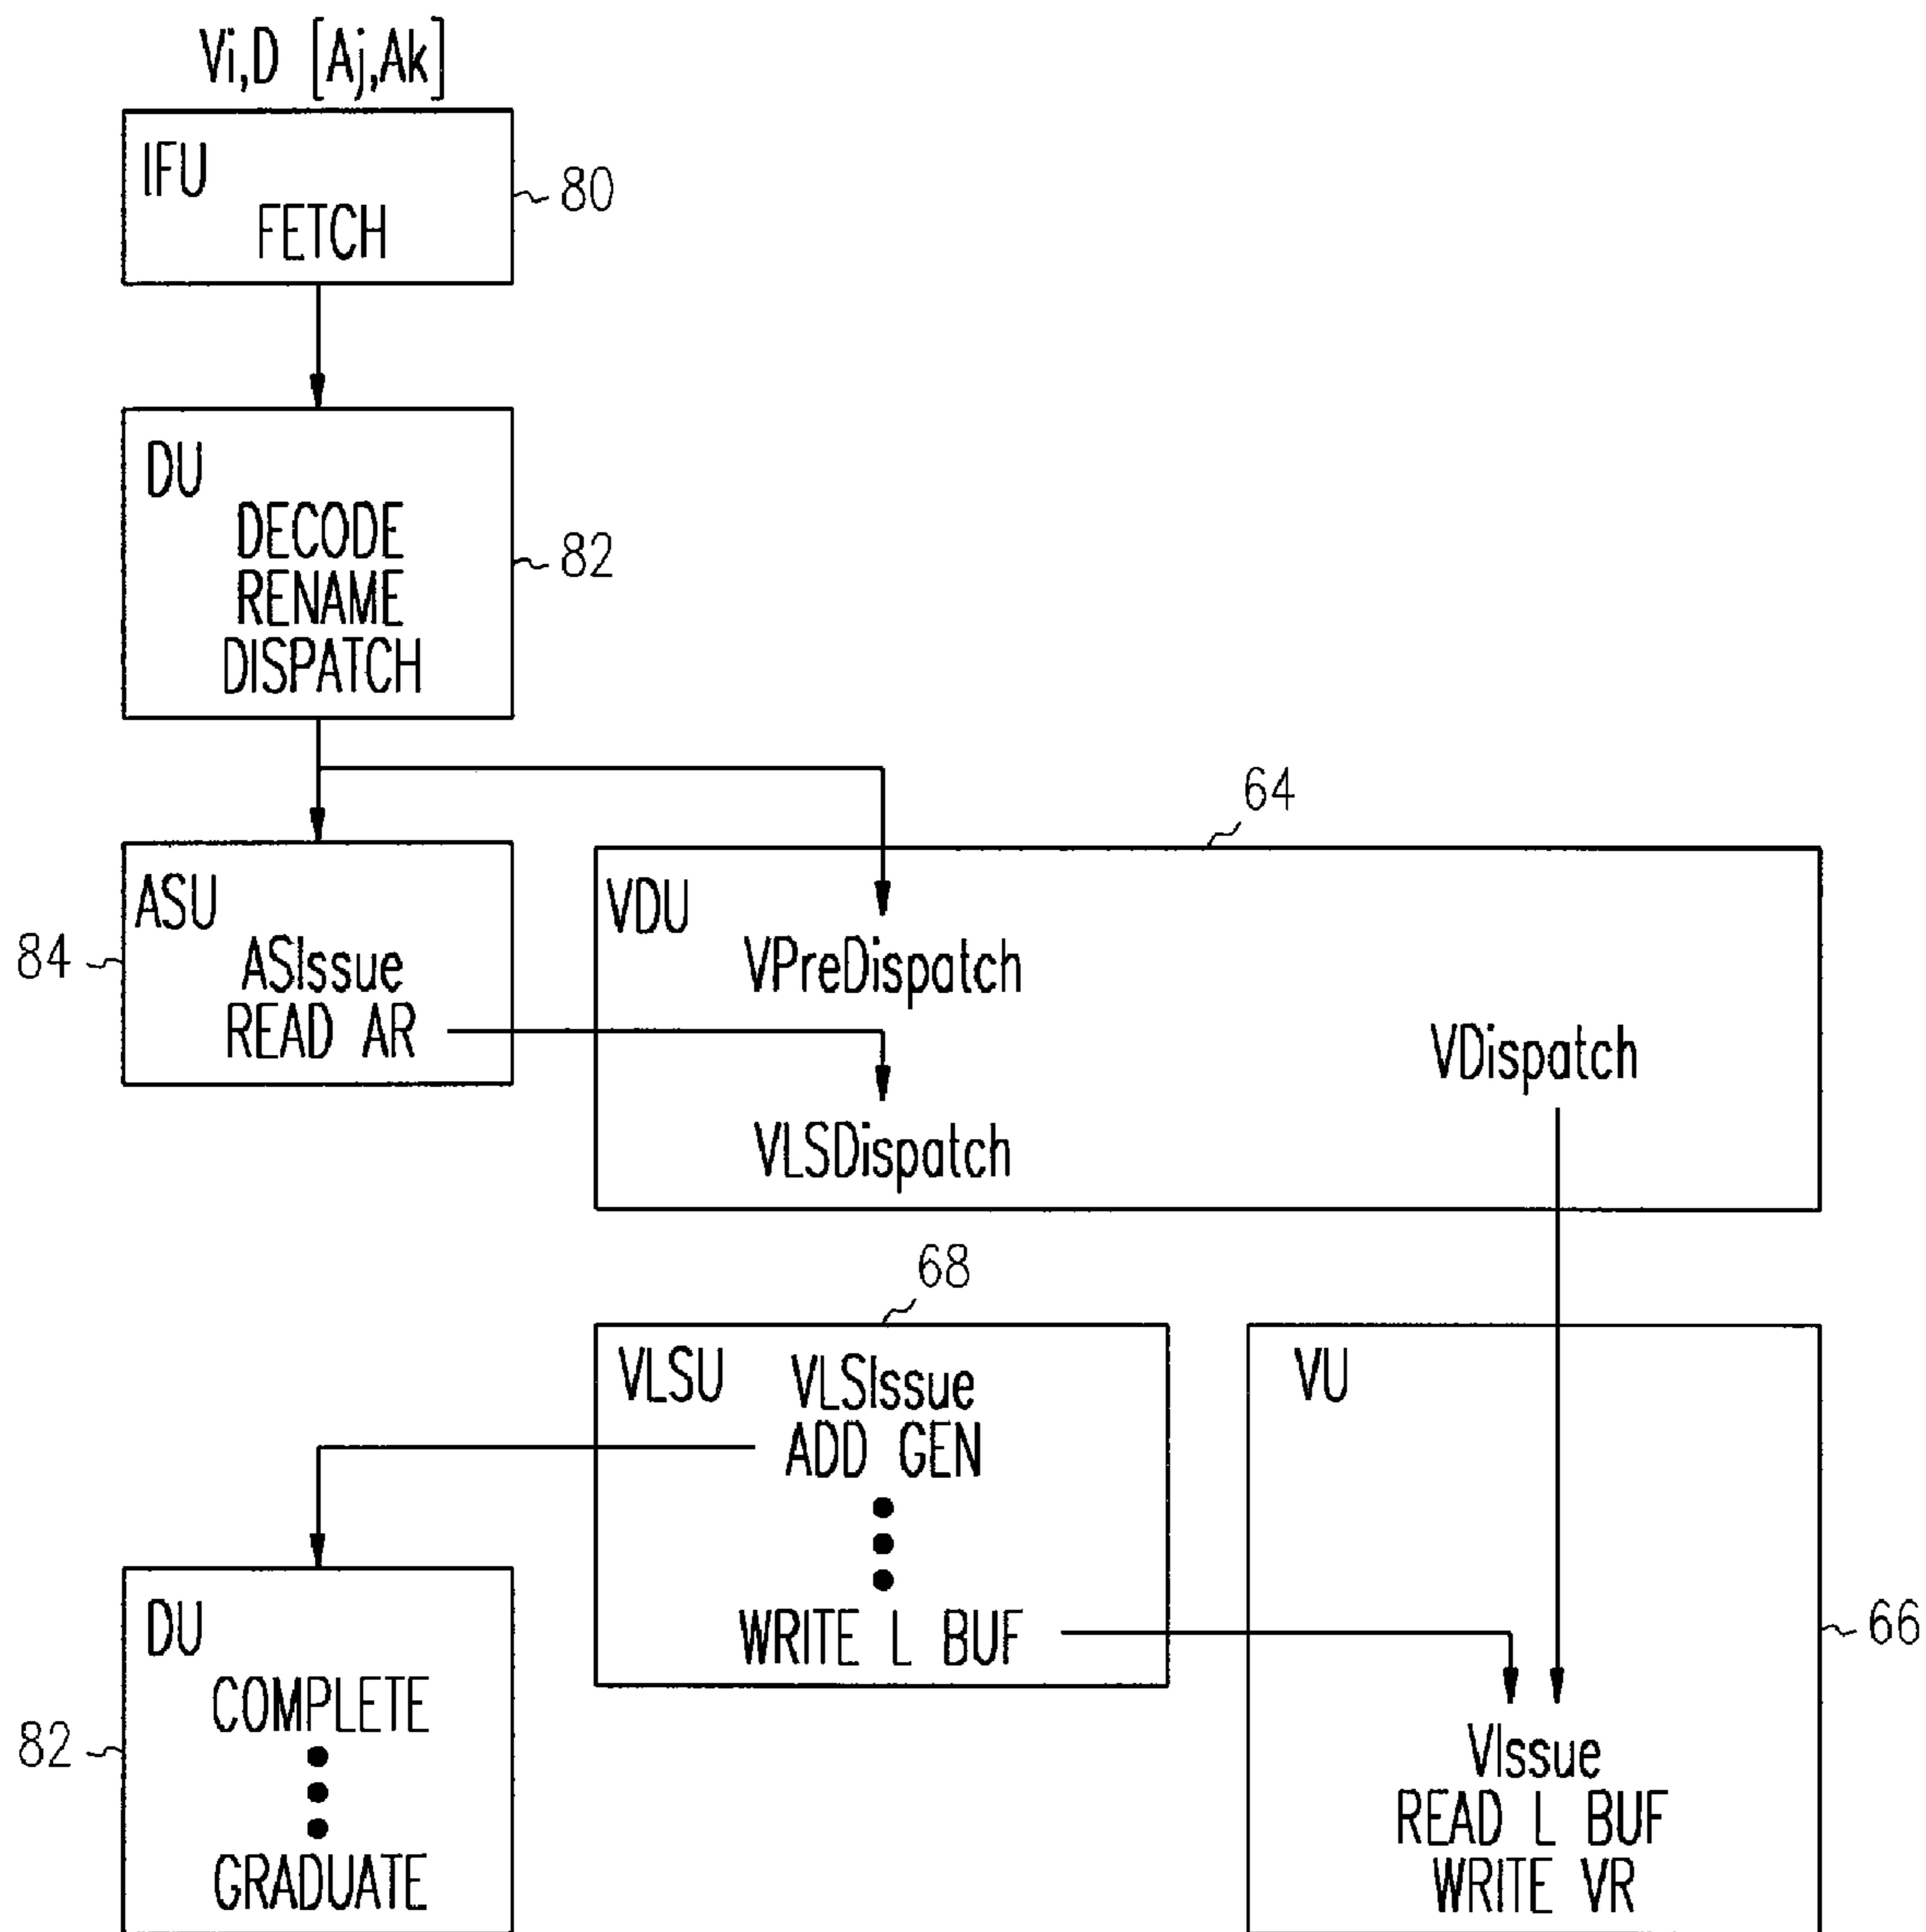 Vi,D [Aj,Ak]
IFU
FETCH
80
DU
DECODE
RENAME
DISPATCH
82
64
ASU
ASIssue
READ AR
84
VDU
VPreDispatch
VDispatch
VLSDispatch
68
VLSU
VLSIssue
ADD GEN
WRITE L BUF
VU
66
DU
COMPLETE
GRADUATE
82
VIssue
READ L BUF
WRITE VR